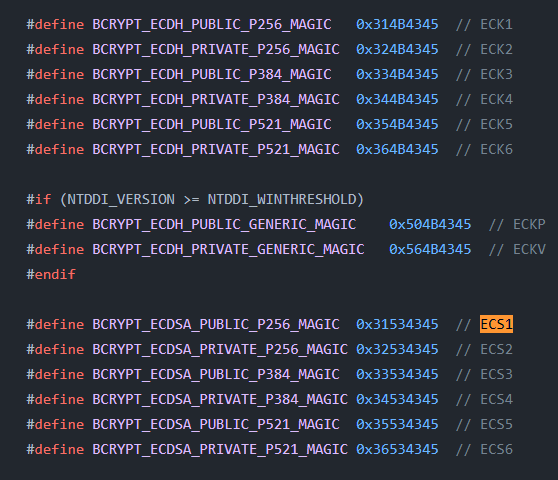 #define BCRYPT_ECDH_PUBLIC_P256_MAGIC   0x314B4345  // ECK1
#define BCRYPT_ECDH_PRIVATE_P256_MAGIC  0x324B4345  // ECK2
#define BCRYPT_ECDH_PUBLIC_P384_MAGIC   0x334B4345  // ECK3
#define BCRYPT_ECDH_PRIVATE_P384_MAGIC  0x344B4345  // ECK4
#define BCRYPT_ECDH_PUBLIC_P521_MAGIC   0x354B4345  // ECK5
#define BCRYPT_ECDH_PRIVATE_P521_MAGIC  0x364B4345  // ECK6
#if (NTDDI_VERSION >= NTDDI_WINTHRESHOLD)
#define BCRYPT_ECDH_PUBLIC_GENERIC_MAGIC    0x504B4345  // ECKP
#define BCRYPT_ECDH_PRIVATE_GENERIC_MAGIC   0x564B4345  // ECKV
#endif
#define BCRYPT_ECDSA_PUBLIC_P256_MAGIC  0x31534345  // ECS1
#define BCRYPT_ECDSA_PRIVATE_P256_MAGIC 0x32534345  // ECS2
#define BCRYPT_ECDSA_PUBLIC_P384_MAGIC  0x33534345  // ECS3
#define BCRYPT_ECDSA_PRIVATE_P384_MAGIC 0x34534345  // ECS4
#define BCRYPT_ECDSA_PUBLIC_P521_MAGIC  0x35534345  // ECS5
#define BCRYPT_ECDSA_PRIVATE_P521_MAGIC 0x36534345  // ECS6